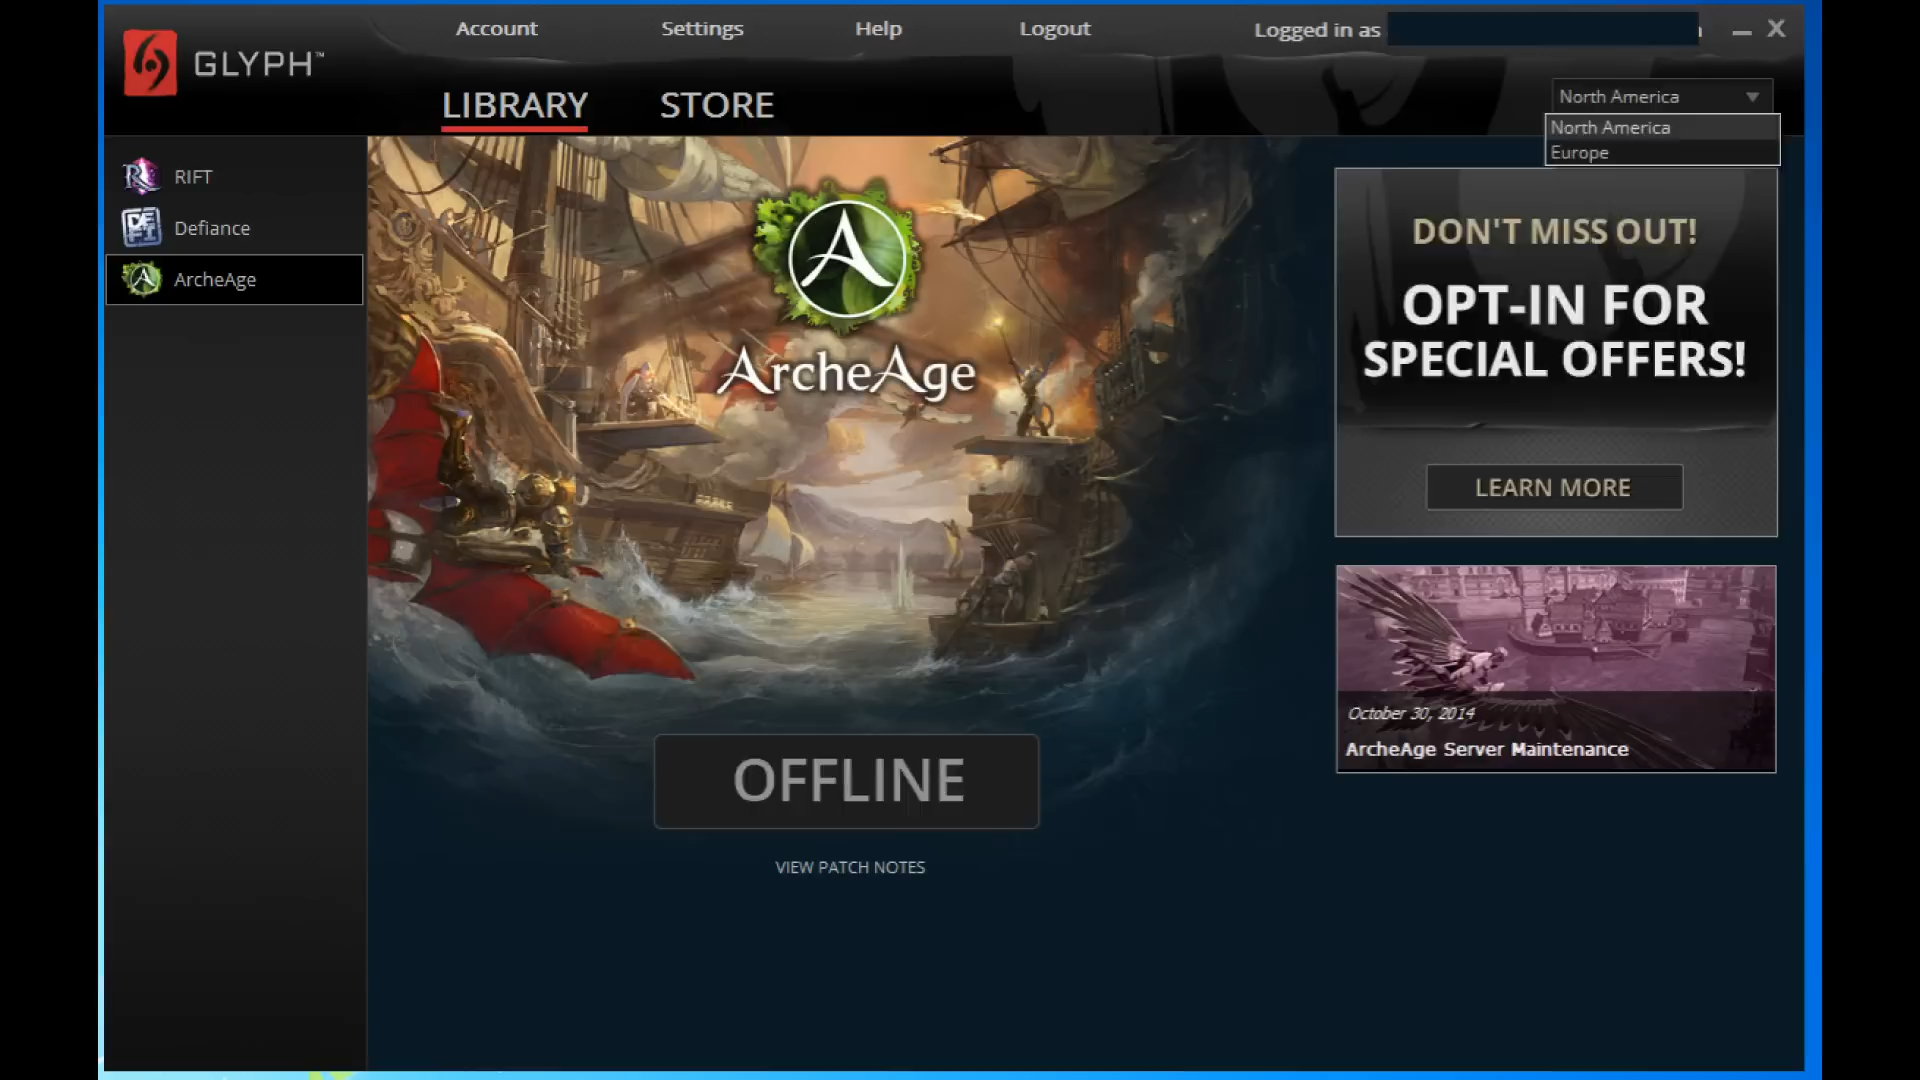 Account Settings Help Logout Logged in as
GLYPH™
LIBRARY STORE
North America
North America
Europe
RIFT
Defiance
ArcheAge
ArcheAge
DON'T MISS OUT!
OPT-IN FOR
SPECIAL OFFERS!
LEARN MORE
October 30, 2014
ArcheAge Server Maintenance
OFFLINE
VIEW PATCH NOTES